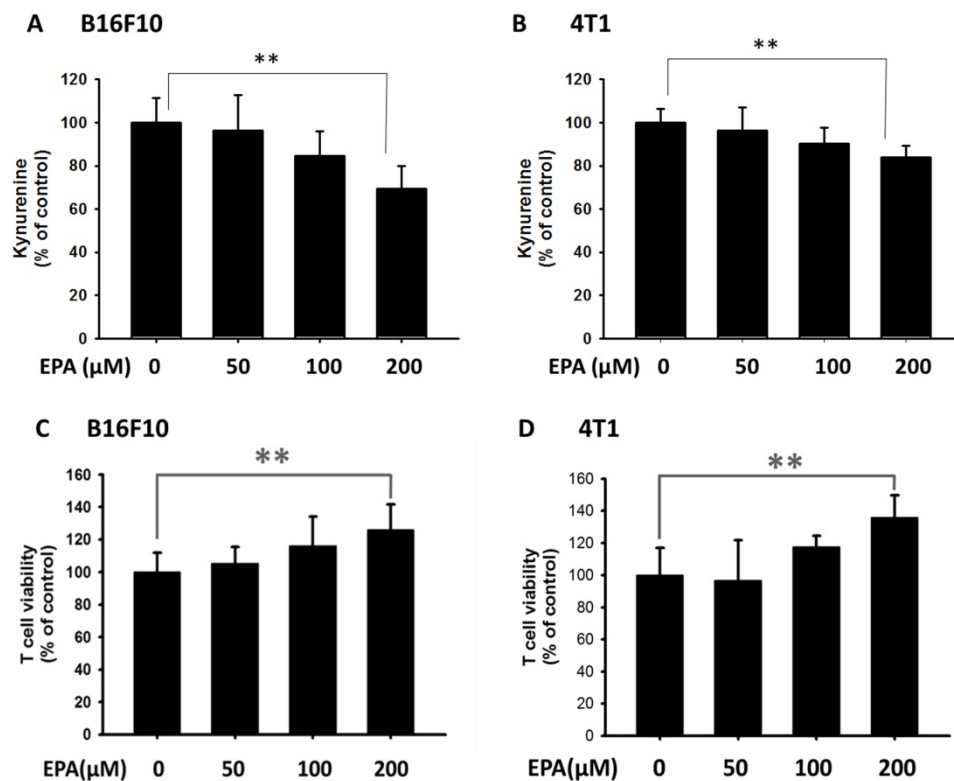 A B16F10
**
Kynurenine
(% of control)
120
100
80
60
40
20
0
EPA (µM) 0 50 100 200
B 4T1
**
Kynurenine
(% of control)
120
100
80
60
40
20
0
EPA (µM) 0 50 100 200
C B16F10
**
T cell viability
(% of control)
160
140
120
100
80
60
40
20
0
EPA(µM) 0 50 100 200
D 4T1
**
T cell viability
(% of control)
160
140
120
100
80
60
40
20
0
EPA(µM) 0 50 100 200